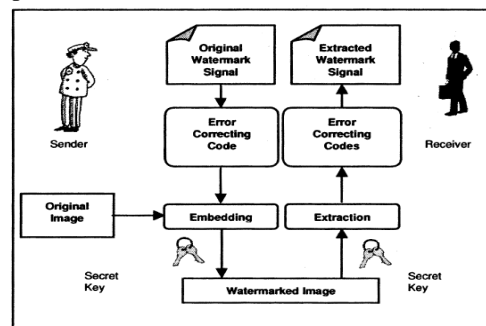 Original
Watermark
Signal
Extracted
Watermark
Signal
Sender
Error
Correcting
Code
Error
Correcting
Codes
Receiver
Original
Image
Embedding
Extraction
Secret
Key
Secret
Key
Watermarked Image